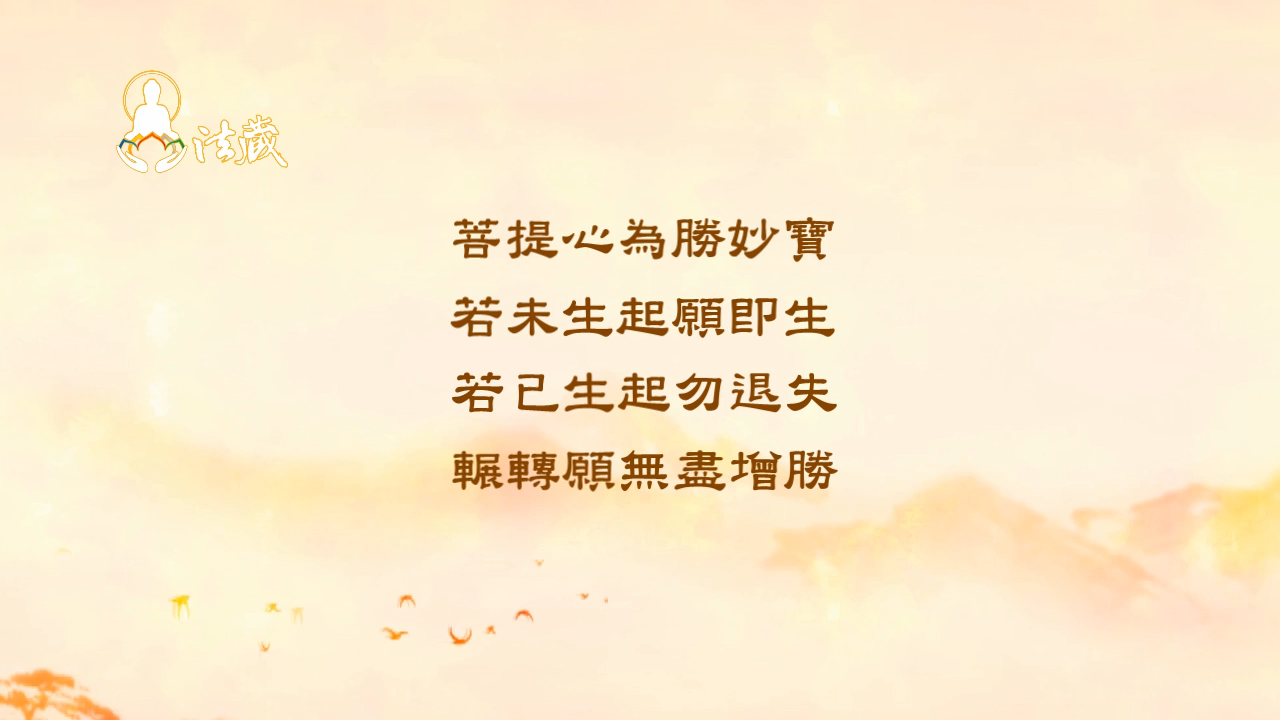 法藏
菩提心為勝妙寶
若未生起願即生
若已生起勿退失
輾轉願無盡增勝